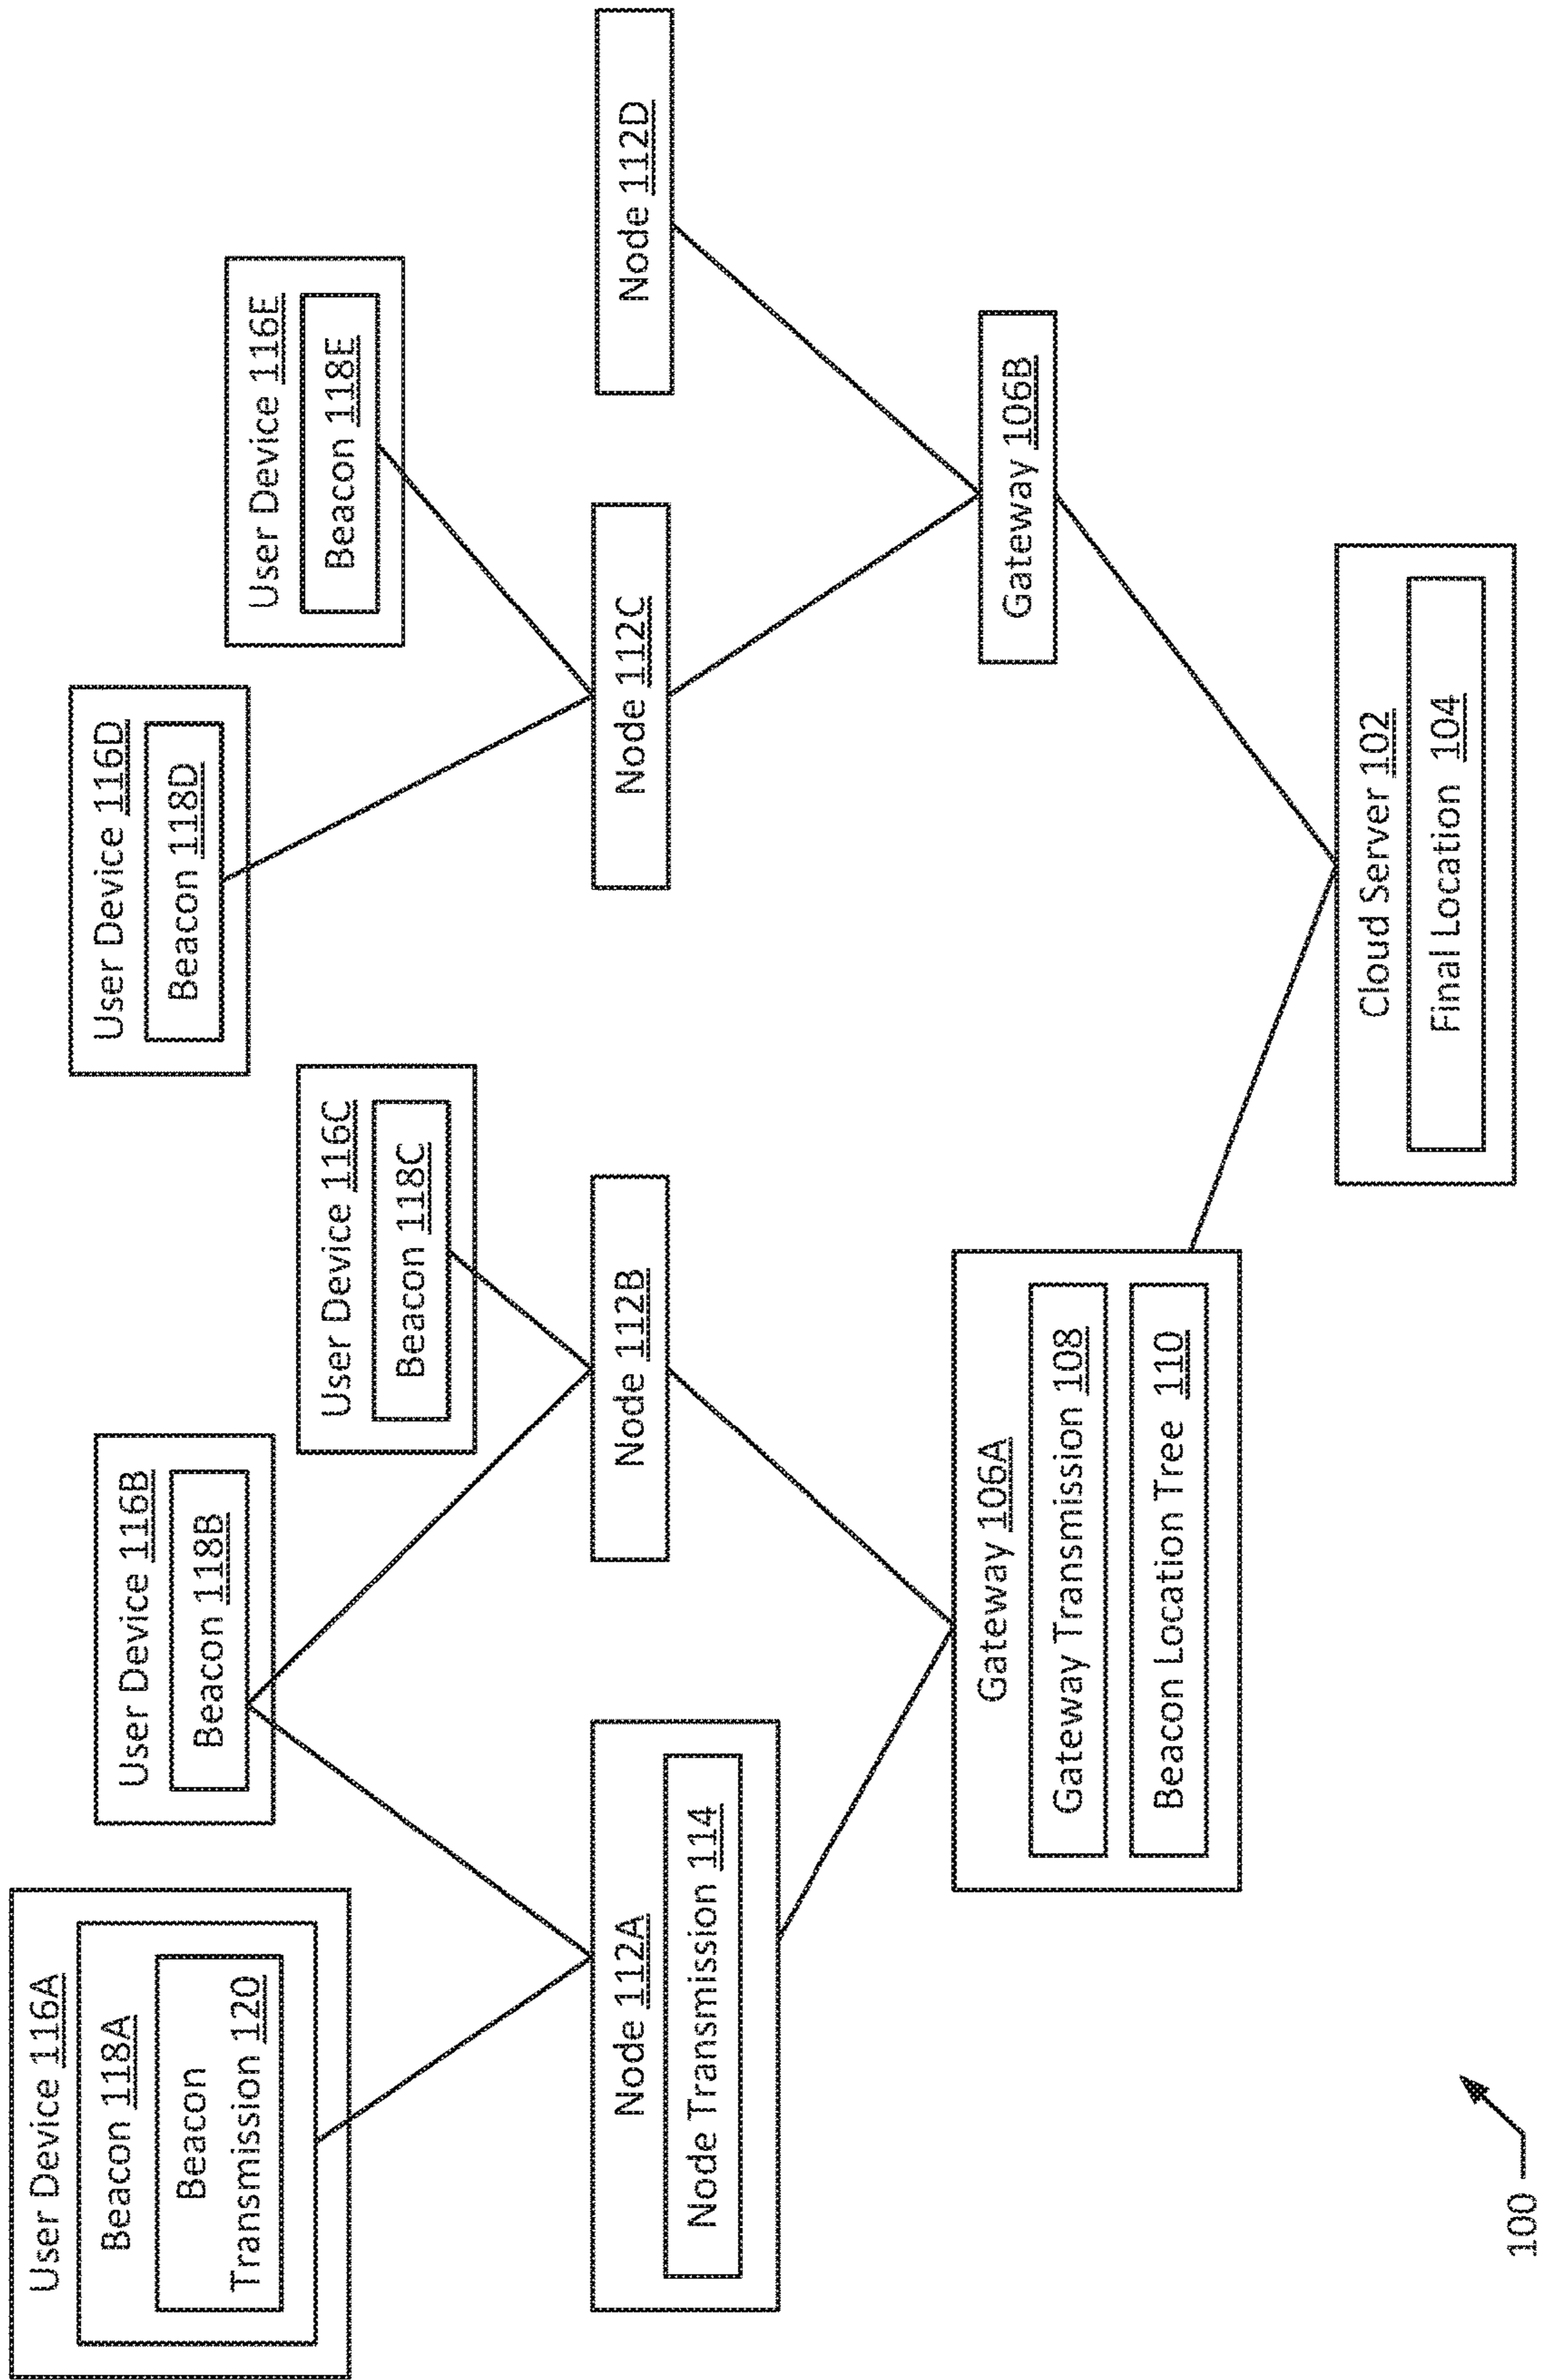 User Device 116A
Beacon 118A
Beacon
Transmission 120
User Device 116B
Beacon 118B
User Device 116C
Beacon 118C
User Device 116D
Beacon 118D
User Device 116E
Beacon 118E
Node 112A
Node Transmission 114
Node 112B
Node 112C
Node 112D
Gateway 106A
Gateway Transmission 108
Beacon Location Tree 110
Gateway 106B
Cloud Server 102
Final Location 104
100